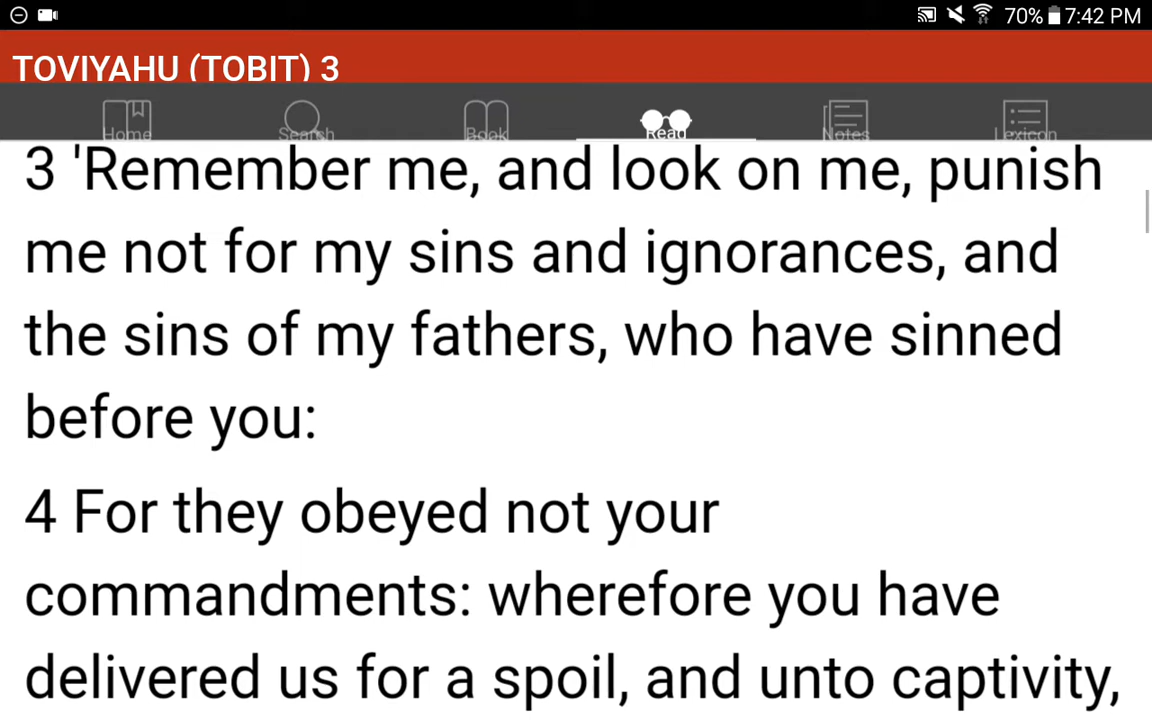 70% 7:42 PM
TOVIYAHU (TOBIT) 3
Home Search Book Read Notes Lexicon
3 'Remember me, and look on me, punish
me not for my sins and ignorances, and
the sins of my fathers, who have sinned
before you:
4 For they obeyed not your
commandments: wherefore you have
delivered us for a spoil, and unto captivity,